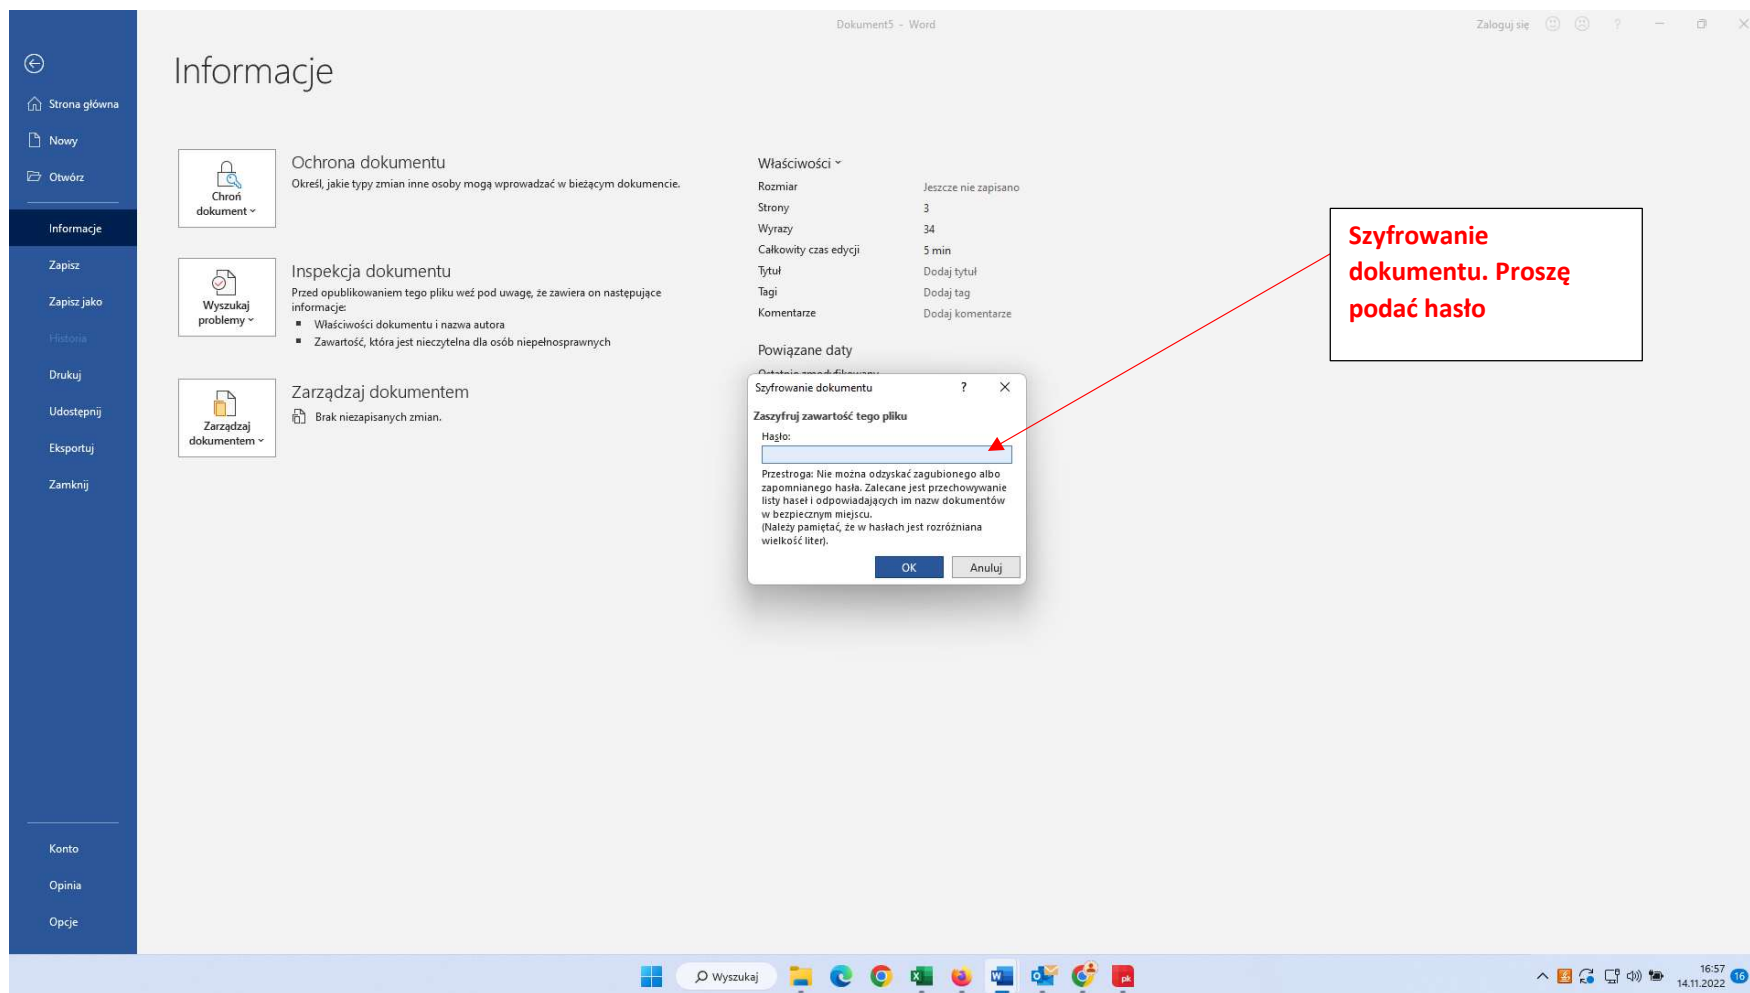 Dokument5 - Word
Zaloguj się
?
Informacje
Strona główna
Nowy
Otwórz
Informacje
Zapisz
Zapisz jako
Historia
Drukuj
Udostępnij
Eksportuj
Zamknij
Konto
Opinia
Opcje
Chroń
dokument
Ochrona dokumentu
Określ, jakie typy zmian inne osoby mogą wprowadzać w bieżącym dokumencie.
Wyszukaj
problemy
Inspekcja dokumentu
Przed opublikowaniem tego pliku weź pod uwagę, że zawiera on następujące
informacje:
Właściwości dokumentu i nazwa autora
Zawartość, która jest nieczytelna dla osób niepełnosprawnych
Zarządzaj
dokumentem
Zarządzaj dokumentem
Brak niezapisanych zmian.
Właściwości
Rozmiar Jeszcze nie zapisano
Strony 3
Wyrazy 34
Całkowity czas edycji 5 min
Tytuł Dodaj tytuł
Tagi Dodaj tag
Komentarze Dodaj komentarze
Powiązane daty
Ostatnio zmodyfikowany
Szyfrowanie dokumentu ?
Zaszyfruj zawartość tego pliku
Hasło:
Przestroga: Nie można odzyskać zagubionego albo
zapomnianego hasła. Zalecane jest przechowywanie
listy haseł i odpowiadających im nazw dokumentów
w bezpiecznym miejscu.
(Należy pamiętać, że w hasłach jest rozróżniana
wielkość liter).
OK Anuluj
Szyfrowanie
dokumentu. Proszę
podać hasło
Wyszukaj
pk
16:57
14.11.2022
16